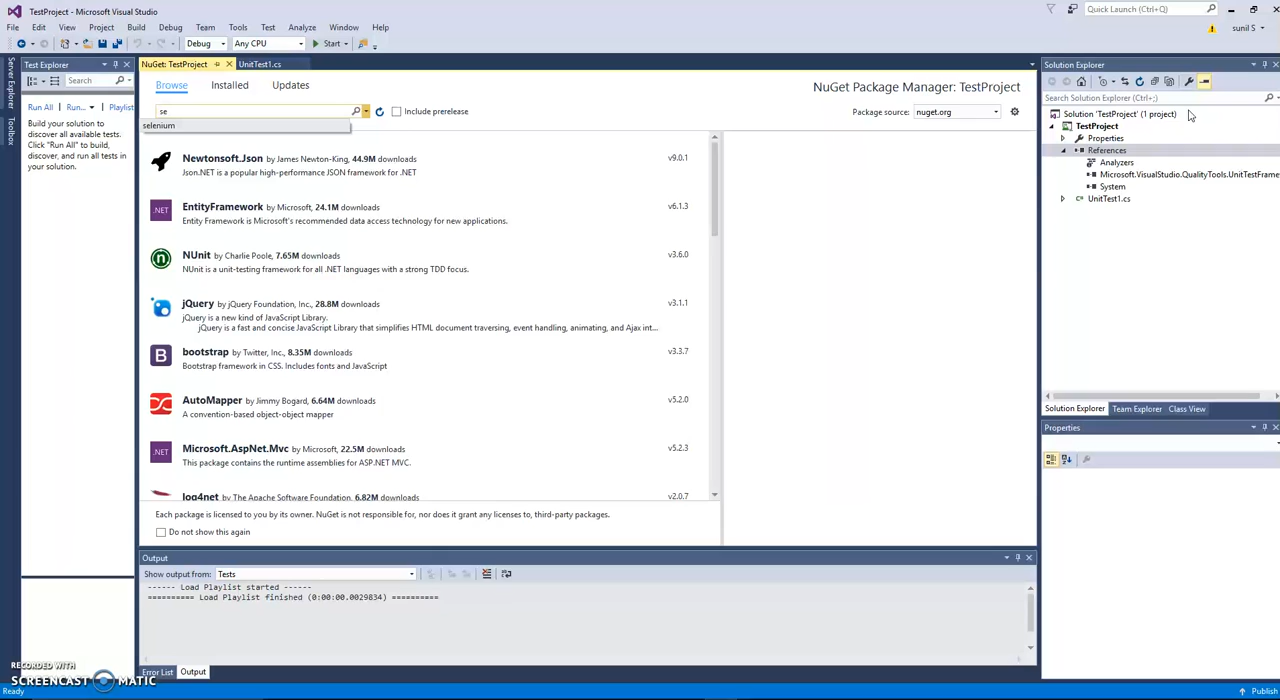 TestProject - Microsoft Visual Studio
Quick Launch (Ctrl+Q)
File Edit View Project Build Debug Team Tools Test Analyze Window Help
sunil S
Debug Any CPU Start
Server Explorer
Toolbox
Test Explorer
Search
Run All | Run... Playlist
Build your solution to
discover all available tests.
Click "Run All" to build,
discover, and run all tests in
your solution.
NuGet: TestProject UnitTest1.cs
Browse Installed Updates
NuGet Package Manager: TestProject
se
Include prerelease
Package source: nuget.org
selenium
Newtonsoft.Json by James Newton-King, 44.9M downloads v9.0.1
Json.NET is a popular high-performance JSON framework for .NET
.NET
EntityFramework by Microsoft, 24.1M downloads v6.1.3
Entity Framework is Microsoft's recommended data access technology for new applications.
n
NUnit by Charlie Poole, 7.65M downloads v3.6.0
NUnit is a unit-testing framework for all .NET languages with a strong TDD focus.
jQuery by jQuery Foundation, Inc., 28.8M downloads v3.1.1
jQuery is a new kind of JavaScript Library.
jQuery is a fast and concise JavaScript Library that simplifies HTML document traversing, event handling, animating, and Ajax int...
B
bootstrap by Twitter, Inc., 8.35M downloads v3.3.7
Bootstrap framework in CSS. Includes fonts and JavaScript
AutoMapper by Jimmy Bogard, 6.64M downloads v5.2.0
A convention-based object-object mapper
.NET
Microsoft.AspNet.Mvc by Microsoft, 22.5M downloads v5.2.3
This package contains the runtime assemblies for ASP.NET MVC.
log4net by The Apache Software Foundation, 6.82M downloads v2.0.7
Each package is licensed to you by its owner. NuGet is not responsible for, nor does it grant any licenses to, third-party packages.
Do not show this again
Output
Show output from: Tests
------ Load Playlist started ------
========== Load Playlist finished (0:00:00.0029834) ==========
Error List Output
Solution Explorer
Search Solution Explorer (Ctrl+;)
Solution 'TestProject' (1 project)
TestProject
Properties
References
Analyzers
Microsoft.VisualStudio.QualityTools.UnitTestFrame
System
UnitTest1.cs
Solution Explorer Team Explorer Class View
Properties
RECORDED WITH
SCREENCAST MATIC
Ready
Publish